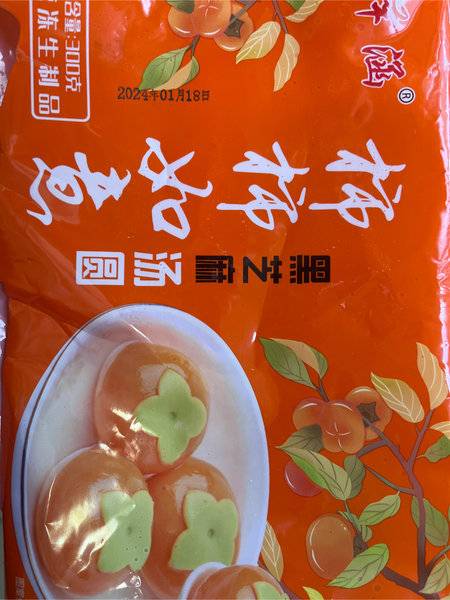 涵®
柿柿如意
黑芝麻汤圆
2024年01月18日
含量:300克
冻生制品